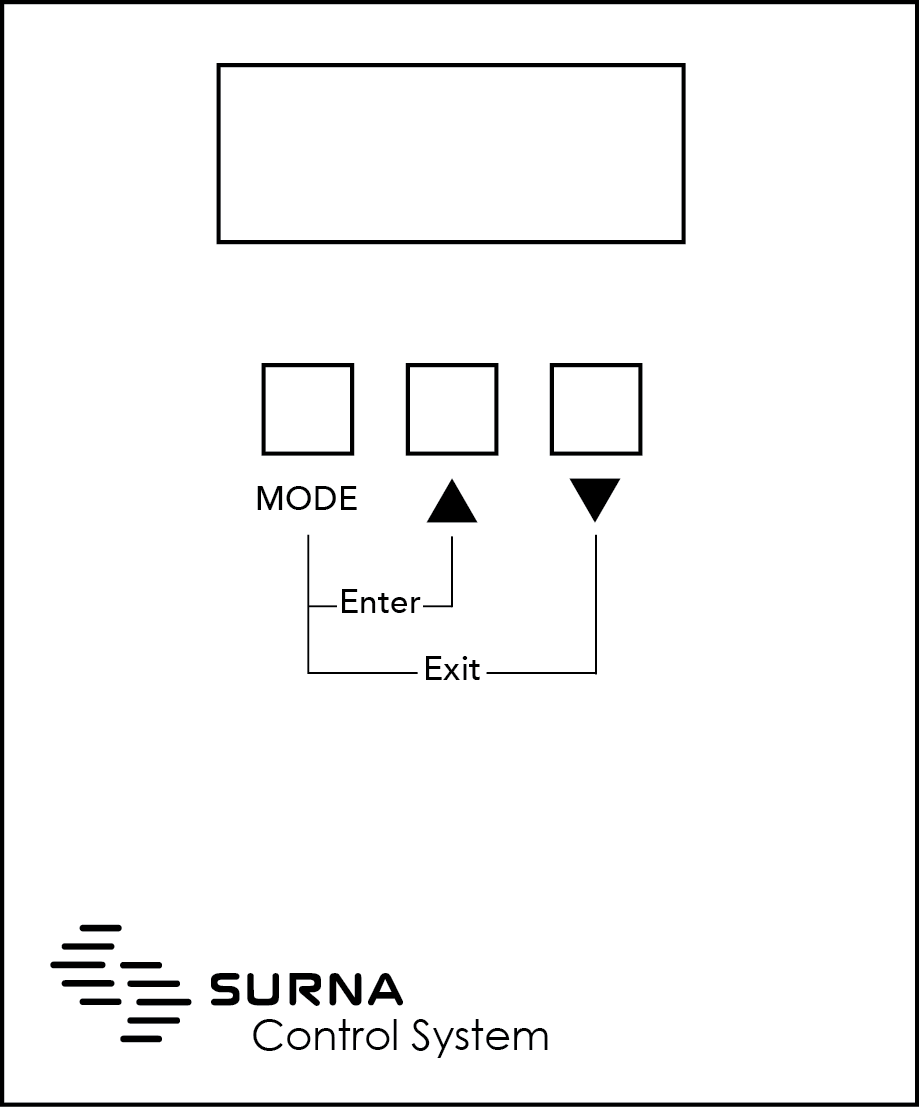 MODE
Enter
Exit
SURNA
Control System